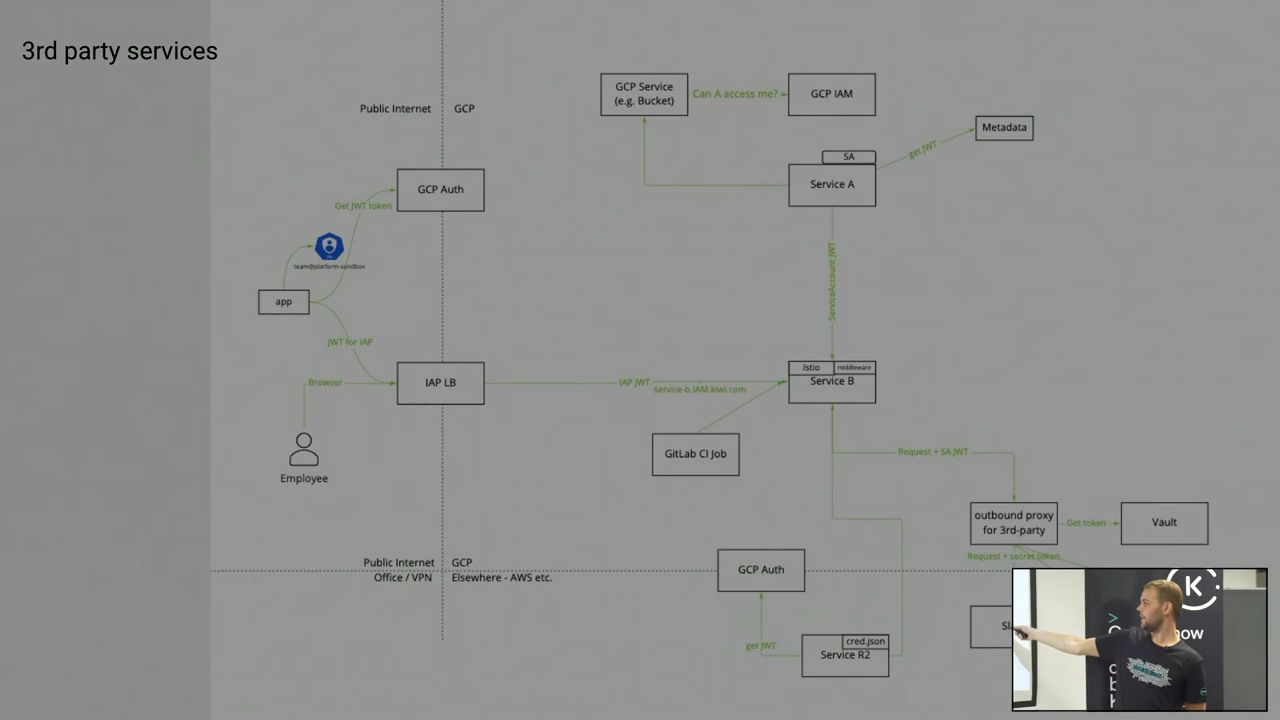 3rd party services
Public Internet
GCP
GCP Service
(e.g. Bucket)
Can A access me?
GCP IAM
Metadata
get JWT
SA
Service A
GCP Auth
Get JWT token
team@platform-sandbox
app
JWT for IAP
ServiceAccount JWT
Browser
IAP LB
IAP JWT
service-b.IAM.kiwi.com
Istio
middleware
Service B
GitLab CI Job
Employee
Request + SA JWT
outbound proxy
for 3rd-party
Get token
Vault
Request + secret token
Public Internet
GCP
Office / VPN
Elsewhere - AWS etc.
GCP Auth
get JWT
cred.json
Service R2
K
now